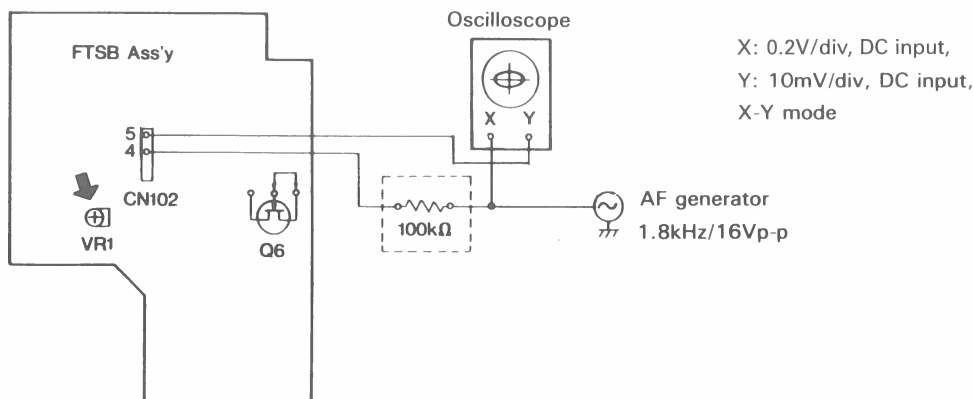 Oscilloscope
FTSB Ass'y
X: 0.2V/div, DC input,
Y: 10mV/div, DC input,
X-Y mode
X Y
5
4
CN102
VR1
Q6
100kΩ
AF generator
1.8kHz/16Vp-p